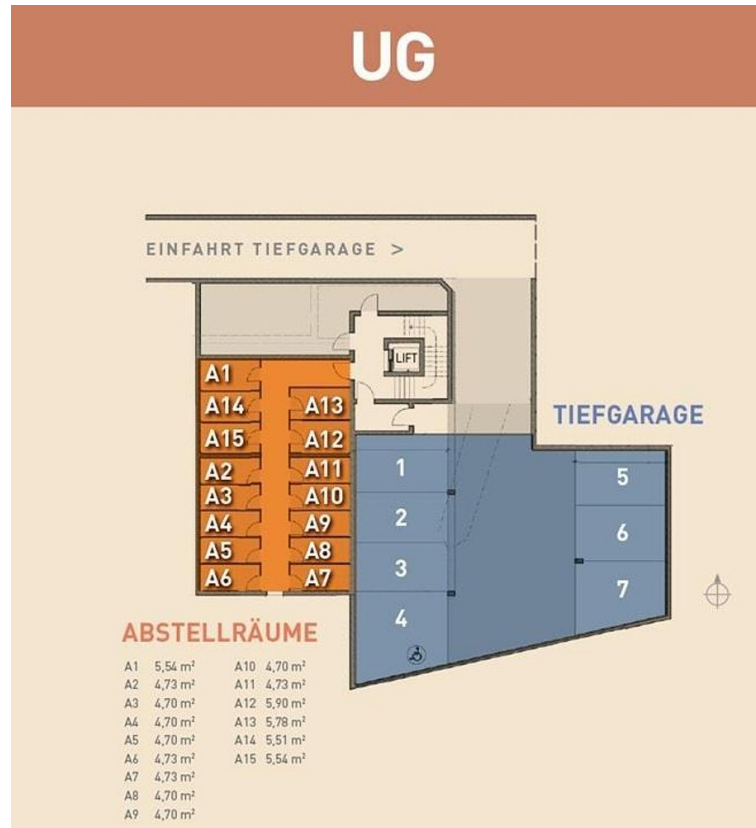 UG
EINFAHRT TIEFGARAGE >
LIFT
A1
A14
A13
A15
A12
A2
A11
A3
A10
A4
A9
A5
A8
A6
A7
TIEFGARAGE
1
2
3
4
5
6
7
ABSTELLRÄUME
A1 5,54 m²
A2 4,73 m²
A3 4,70 m²
A4 4,70 m²
A5 4,70 m²
A6 4,73 m²
A7 4,73 m²
A8 4,70 m²
A9 4,70 m²
A10 4,70 m²
A11 4,73 m²
A12 5,90 m²
A13 5,78 m²
A14 5,51 m²
A15 5,54 m²